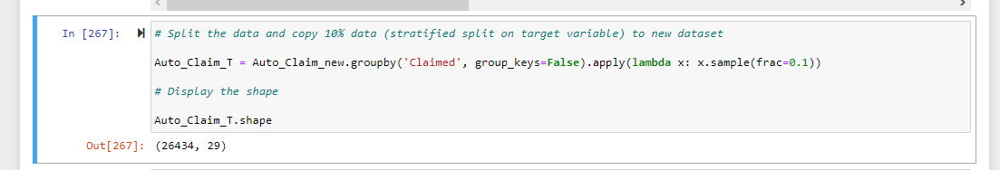 In [267]:
# Split the data and copy 10% data (stratified split on target variable) to new dataset
Auto_Claim_T = Auto_Claim_new.groupby('Claimed', group_keys=False).apply(lambda x: x.sample(frac=0.1))
# Display the shape
Auto_Claim_T.shape
Out[267]: (26434, 29)